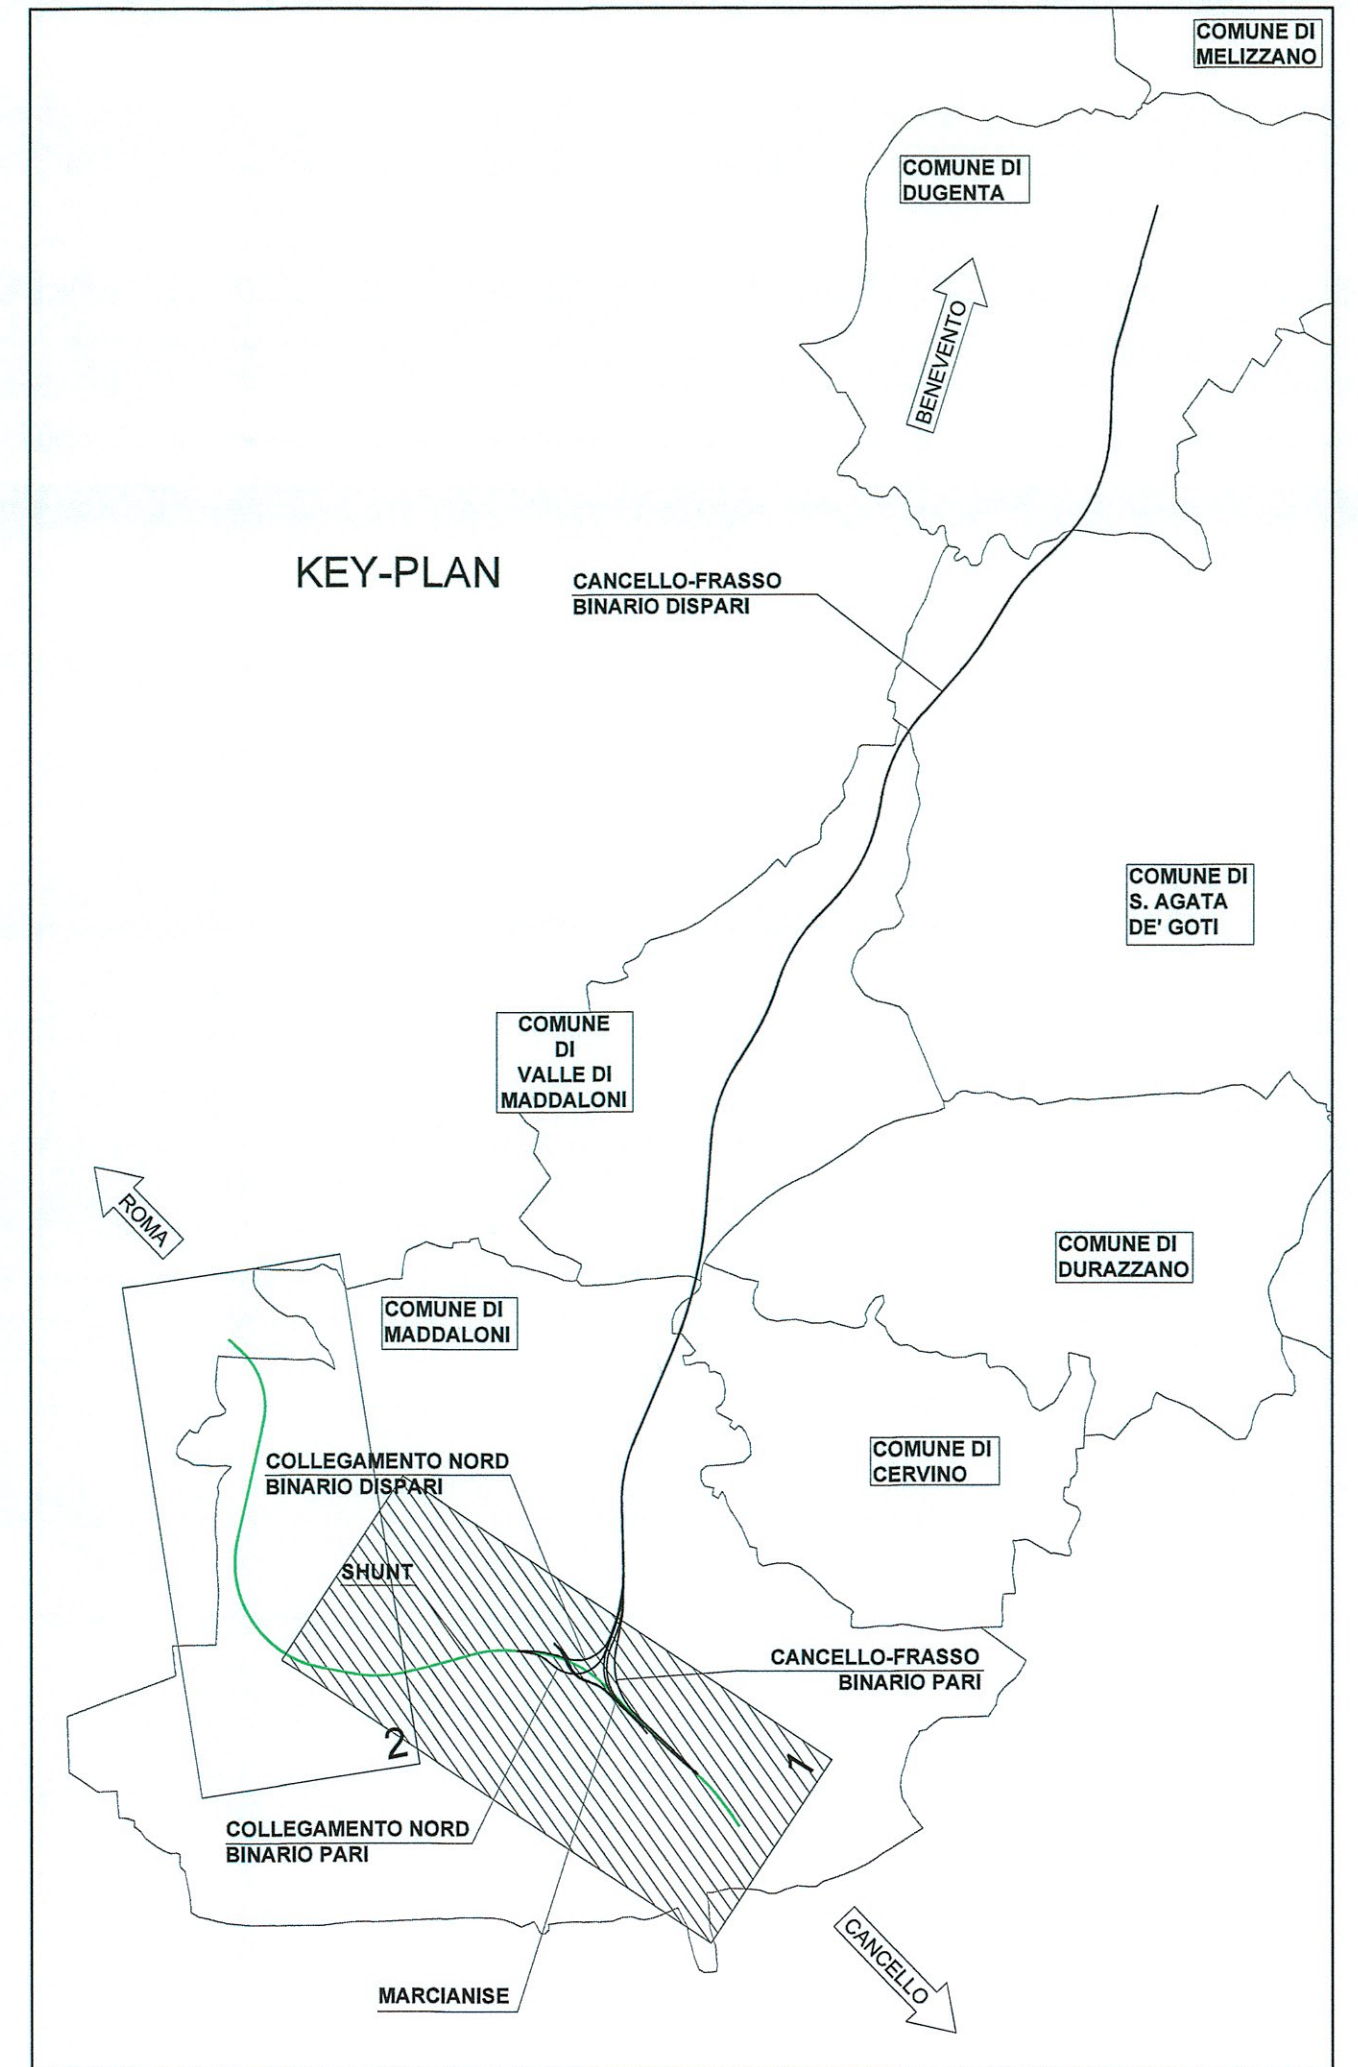 COMUNE DI
MELIZZANO
COMUNE DI
DUGENTA
BENEVENTO
KEY-PLAN
CANCELLO-FRASSO
BINARIO DISPARI
COMUNE DI
S. AGATA
DE' GOTI
COMUNE
DI
VALLE DI
MADDALONI
ROMA
COMUNE DI
DURAZZANO
COMUNE DI
MADDALONI
COLLEGAMENTO NORD
BINARIO DISPARI
COMUNE DI
CERVINO
SHUNT
CANCELLO-FRASSO
BINARIO PARI
2
1
COLLEGAMENTO NORD
BINARIO PARI
CANCELLO
MARCIANISE